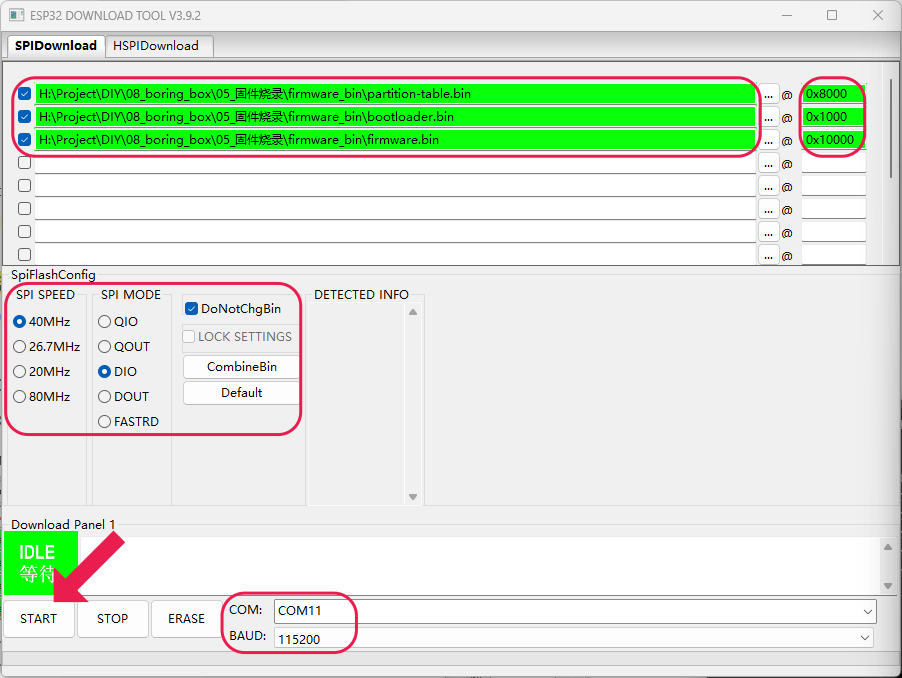 ESP32 DOWNLOAD TOOL V3.9.2
SPIDownload HSPIDownload
H:\Project\DIY\08_boring_box\05_固件烧录\firmware_bin\partition-table.bin ... @ 0x8000
H:\Project\DIY\08_boring_box\05_固件烧录\firmware_bin\bootloader.bin ... @ 0x1000
H:\Project\DIY\08_boring_box\05_固件烧录\firmware_bin\firmware.bin ... @ 0x10000
... @
... @
... @
... @
... @
SpiFlashConfig
SPI SPEED
40MHz
26.7MHz
20MHz
80MHz
SPI MODE
QIO
QOUT
DIO
DOUT
FASTRD
DoNotChgBin
LOCK SETTINGS
CombineBin
Default
DETECTED INFO
Download Panel 1
IDLE
等待
START STOP ERASE
COM: COM11
BAUD: 115200